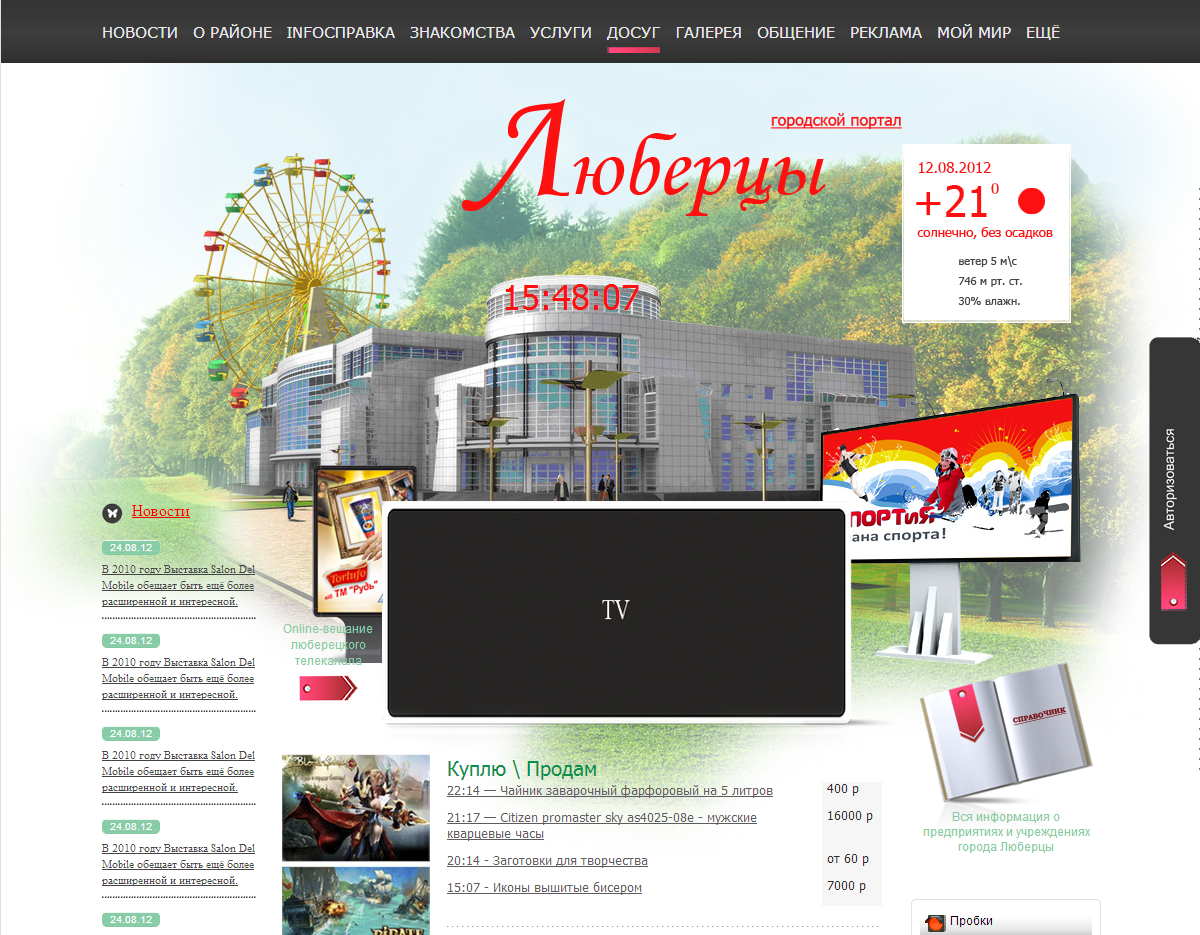 НОВОСТИ О РАЙОНЕ INFOСПРАВКА ЗНАКОМСТВА УСЛУГИ ДОСУГ ГАЛЕРЕЯ ОБЩЕНИЕ РЕКЛАМА МОЙ МИР ЕЩЁ
городской портал
Люберцы
12.08.2012
+21 0
солнечно, без осадков
ветер 5 м\с
746 м рт. ст.
30% влажн.
15:48:07
Авторизоваться
ПОРТиЯ
ана спорта!
Tortufo
від ТМ "Рудь"
TV
Online-вещание
люберецкого
телеканала
Новости
24.08.12
В 2010 году Выставка Salon Del
Mobile обещает быть ещё более
расширенной и интересной.
24.08.12
В 2010 году Выставка Salon Del
Mobile обещает быть ещё более
расширенной и интересной.
24.08.12
В 2010 году Выставка Salon Del
Mobile обещает быть ещё более
расширенной и интересной.
24.08.12
В 2010 году Выставка Salon Del
Mobile обещает быть ещё более
расширенной и интересной.
24.08.12
Куплю \ Продам
22:14 — Чайник заварочный фарфоровый на 5 литров 400 р
21:17 — Citizen promaster sky as4025-08e - мужские 16000 р
кварцевые часы
20:14 - Заготовки для творчества от 60 р
15:07 - Иконы вышитые бисером 7000 р
PIRATE
СПРАВОЧНИК
Вся информация о
предприятиях и учреждениях
города Люберцы
Пробки